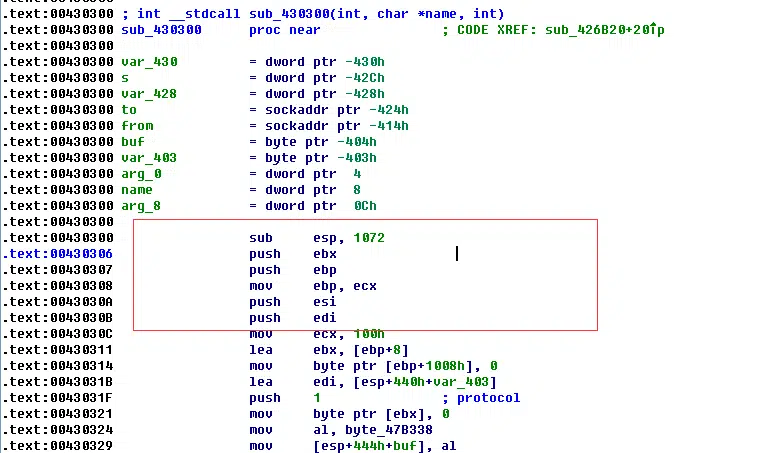 .text:00430300
.text:00430300 ; int __stdcall sub_430300(int, char *name, int)
.text:00430300 sub_430300 proc near ; CODE XREF: sub_426B20+20↑p
.text:00430300
.text:00430300 var_430 = dword ptr -430h
.text:00430300 s = dword ptr -42Ch
.text:00430300 var_428 = dword ptr -428h
.text:00430300 to = sockaddr ptr -424h
.text:00430300 from = sockaddr ptr -414h
.text:00430300 buf = byte ptr -404h
.text:00430300 var_403 = byte ptr -403h
.text:00430300 arg_0 = dword ptr 4
.text:00430300 name = dword ptr 8
.text:00430300 arg_8 = dword ptr 0Ch
.text:00430300
.text:00430300 sub esp, 1072
.text:00430306 push ebx
.text:00430307 push ebp
.text:00430308 mov ebp, ecx
.text:0043030A push esi
.text:0043030B push edi
.text:0043030C mov ecx, 100h
.text:00430311 lea ebx, [ebp+8]
.text:00430314 mov byte ptr [ebp+1008h], 0
.text:0043031B lea edi, [esp+440h+var_403]
.text:0043031F push 1 ; protocol
.text:00430321 mov byte ptr [ebx], 0
.text:00430324 mov al, byte_47B338
.text:00430329 mov [esp+444h+buf], al